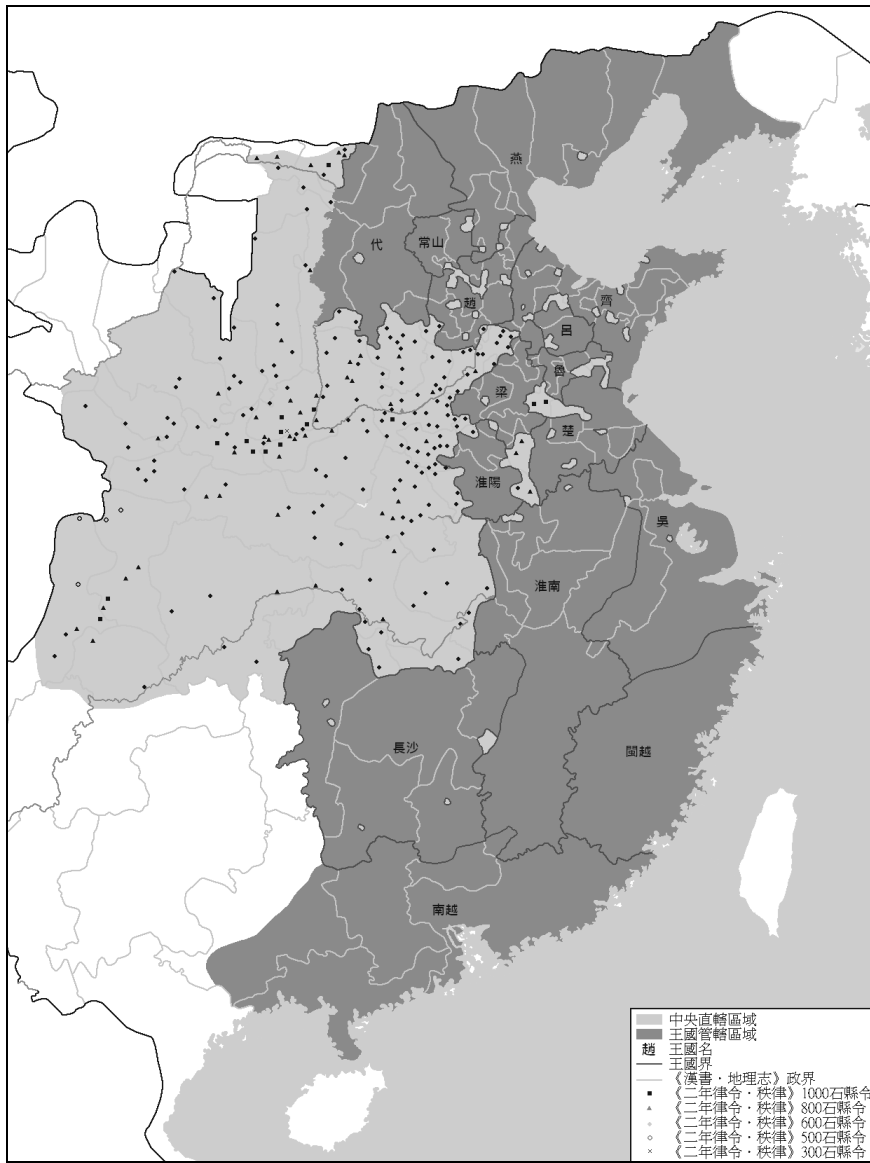 燕
代
常山
趙
齊
呂
魯
梁
楚
淮陽
吳
淮南
長沙
閩越
南越
中央直轄區域
王國管轄區域
趙 王國名
王國界
《漢書·地理志》政界
《二年律令·秩律》1000石縣令
《二年律令·秩律》800石縣令
《二年律令·秩律》600石縣令
《二年律令·秩律》500石縣令
《二年律令·秩律》300石縣令